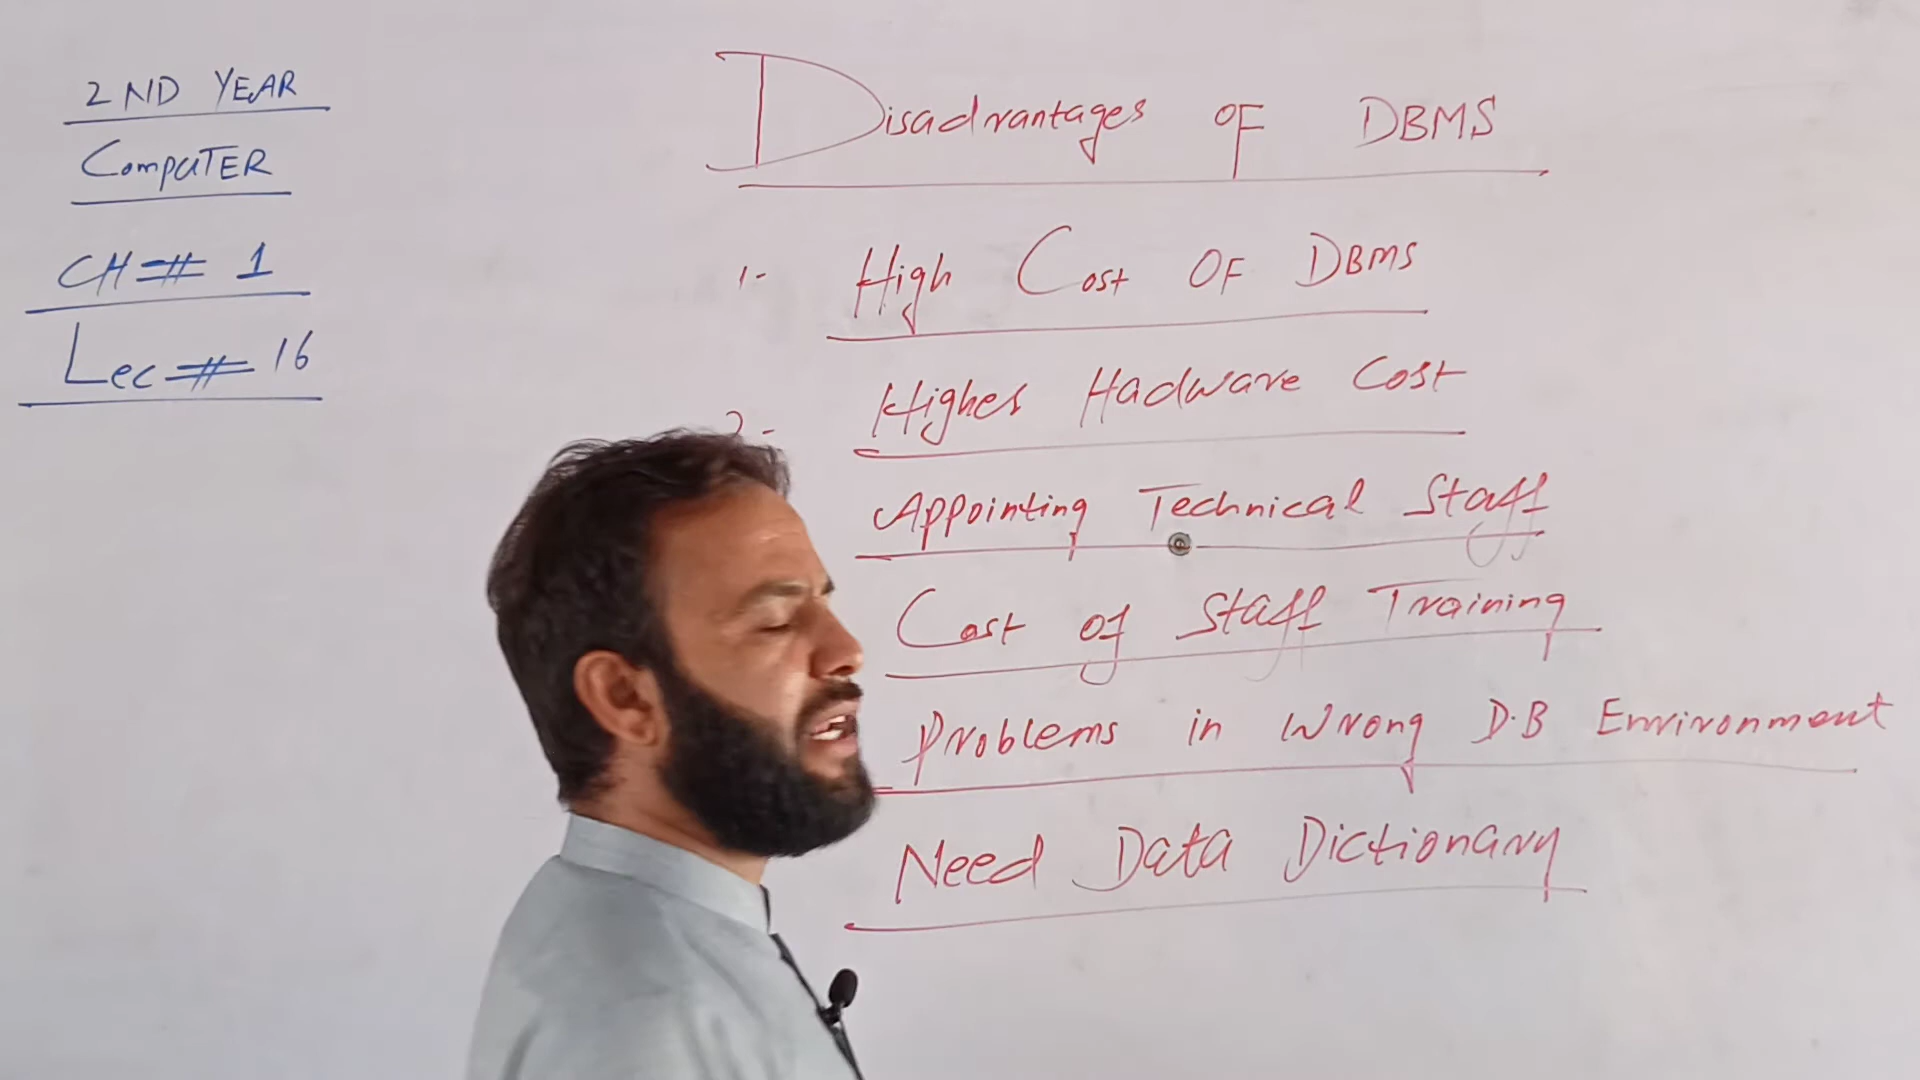 2ND YEAR
COMPUTER
CH # 1
Lec # 16
Disadvantages OF DBMS
1- High Cost OF DBMS
2- Higher Hadware Cost
Appointing Technical Staff
Cost of Staff Training
Problems in Wrong D.B Environment
Need Data Dictionary